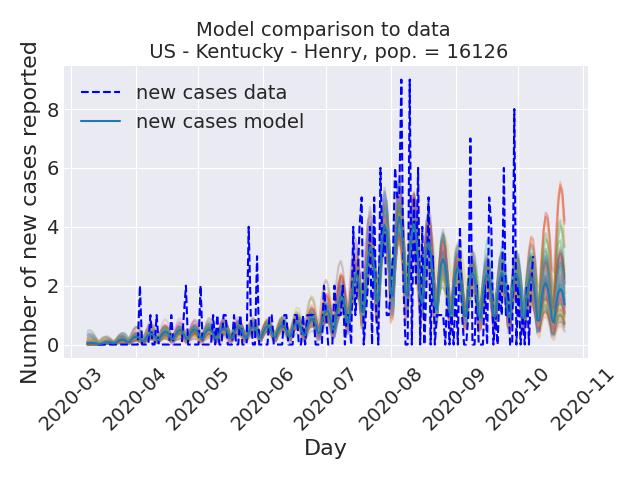 Model comparison to data
US - Kentucky - Henry, pop. = 16126
Number of new cases reported
8
6
4
2
0
new cases data
new cases model
2020-03
2020-04
2020-05
2020-06
2020-07
2020-08
2020-09
2020-10
2020-11
Day